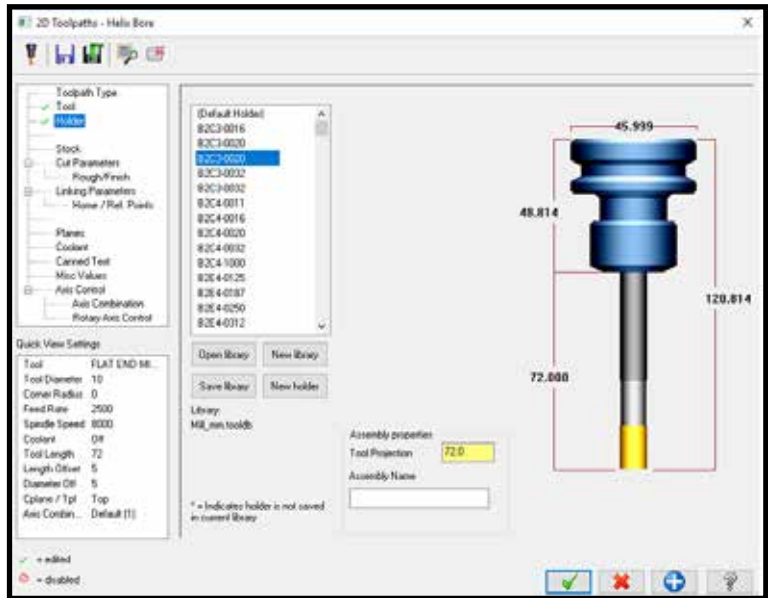 2D Toolpaths - Helix Bore
Toolpath Type
Tool
Holder
Stock
Cut Parameters
Rough/Finish
Linking Parameters
Home / Ref. Points
Planes
Coolant
Canned Text
Misc Values
Axis Control
Axis Combination
Rotary Axis Control
Quick View Settings
Tool FLAT END MI...
Tool Diameter 10
Corner Radius 0
Feed Rate 2500
Spindle Speed 8000
Coolant Off
Tool Length 72
Length Offset 5
Diameter Off 5
Cplane / Tpl Top
Axis Combin... Default (1)
✓ = edited
= disabled
(Default Holder)
B2C3-0016
B2C3-0020
B2C3-0020
B2C3-0032
B2C3-0032
B2C4-0011
B2C4-0016
B2C4-0020
B2C4-0032
B2C4-1000
B2E4-0125
B2E4-0187
B2E4-0250
B2E4-0312
Open library New library
Save library New holder
Library:
Mill_mm.tooldb
* = Indicates holder is not saved
in current library
Assembly properties
Tool Projection 72.0
Assembly Name
45.999
48.814
120.814
72.000